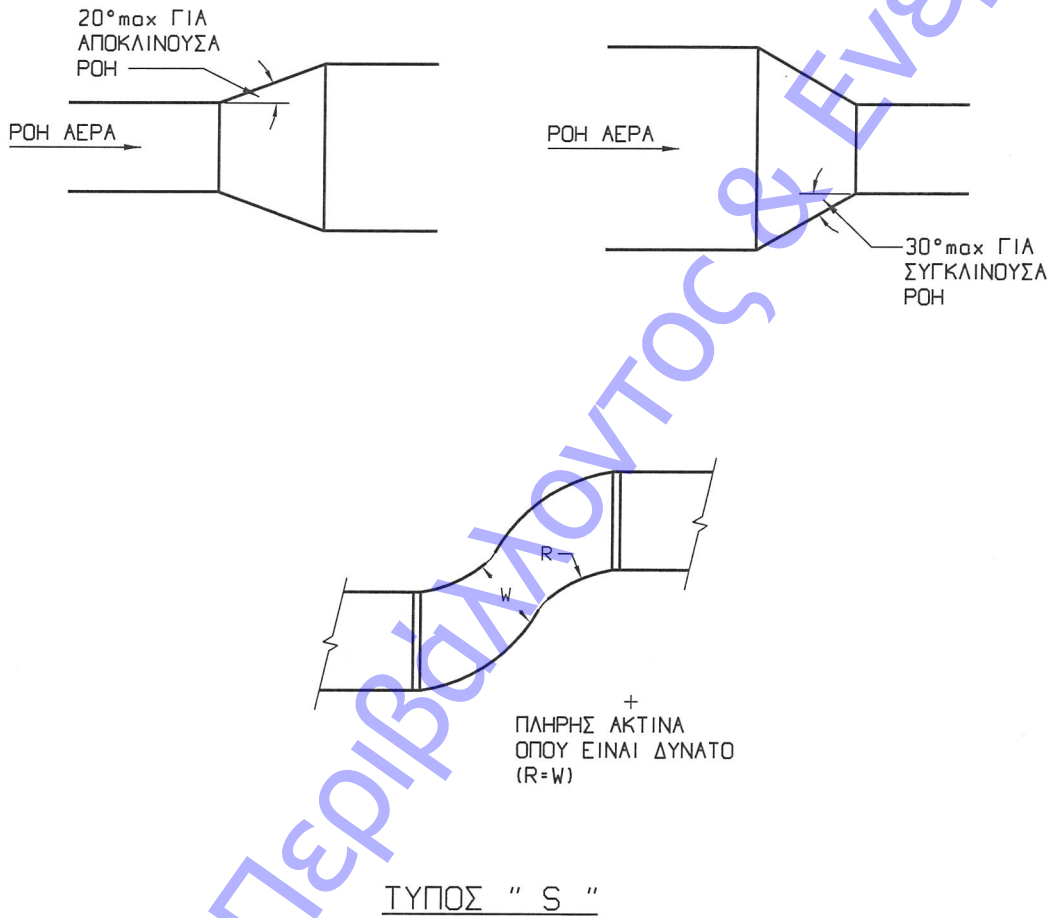 20°max ΓΙΑ
ΑΠΟΚΛΙΝΟΥΣΑ
ΡΟΗ
ΡΟΗ ΑΕΡΑ
ΡΟΗ ΑΕΡΑ
30°max ΓΙΑ
ΣΥΓΚΛΙΝΟΥΣΑ
ΡΟΗ
R
W
ΠΛΗΡΗΣ ΑΚΤΙΝΑ
ΟΠΟΥ ΕΙΝΑΙ ΔΥΝΑΤΟ
(R=W)
ΤΥΠΟΣ " S "
Περιβάλλοντος &